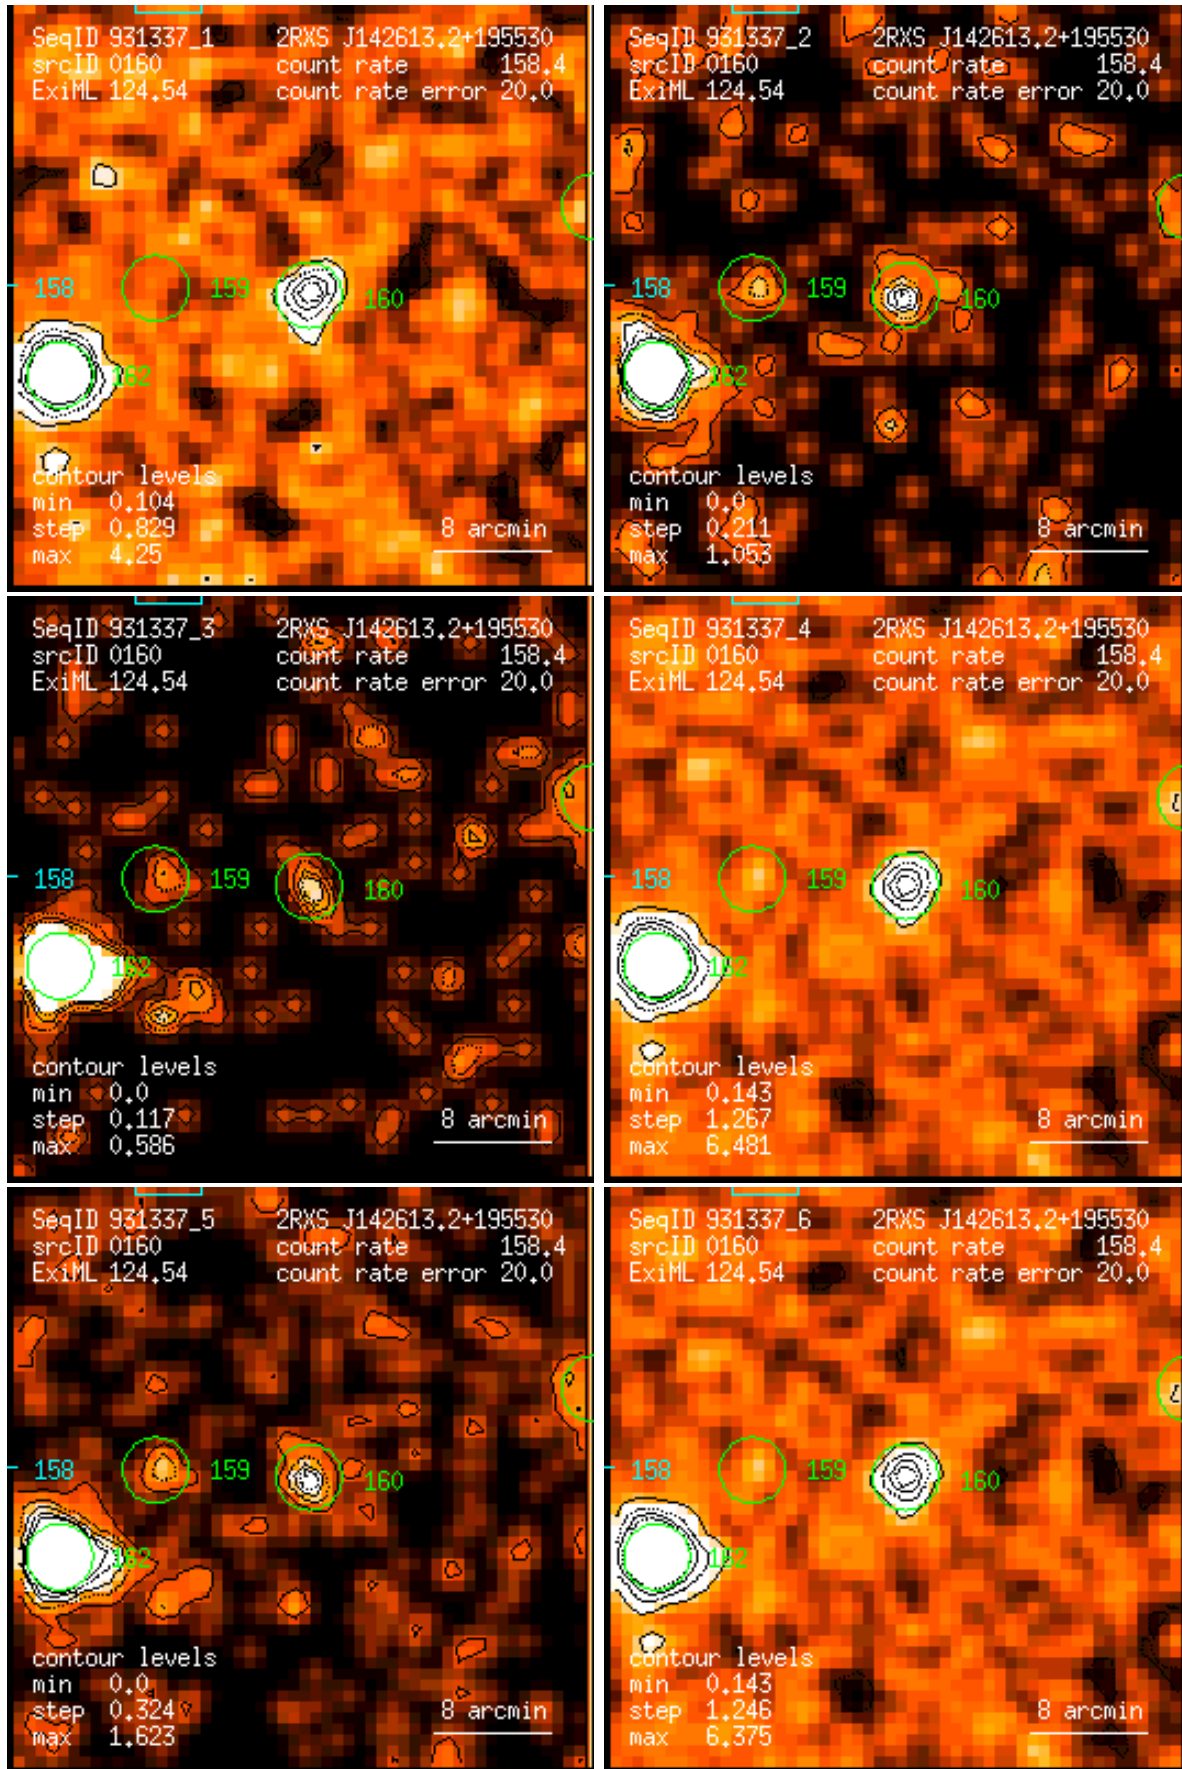 SeqID 931337_1 2RXS J142613.2+195530
srcID 0160 count rate 158.4
ExiML 124.54 count rate error 20.0
158 159 160
162
contour levels
min 0.104
step 0.829 8 arcmin
max 4.25
SeqID 931337_2 2RXS J142613.2+195530
srcID 0160 count rate 158.4
ExiML 124.54 count rate error 20.0
158 159 160
162
contour levels
min 0.0
step 0.211 8 arcmin
max 1.053
SeqID 931337_3 2RXS J142613.2+195530
srcID 0160 count rate 158.4
ExiML 124.54 count rate error 20.0
158 159 160
162
contour levels
min 0.0
step 0.117 8 arcmin
max 0.586
SeqID 931337_4 2RXS J142613.2+195530
srcID 0160 count rate 158.4
ExiML 124.54 count rate error 20.0
158 159 160
162
contour levels
min 0.143
step 1.267 8 arcmin
max 6.481
SeqID 931337_5 2RXS J142613.2+195530
srcID 0160 count rate 158.4
ExiML 124.54 count rate error 20.0
158 159 160
162
contour levels
min 0.0
step 0.324 8 arcmin
max 1.623
SeqID 931337_6 2RXS J142613.2+195530
srcID 0160 count rate 158.4
ExiML 124.54 count rate error 20.0
158 159 160
162
contour levels
min 0.143
step 1.246 8 arcmin
max 6.375